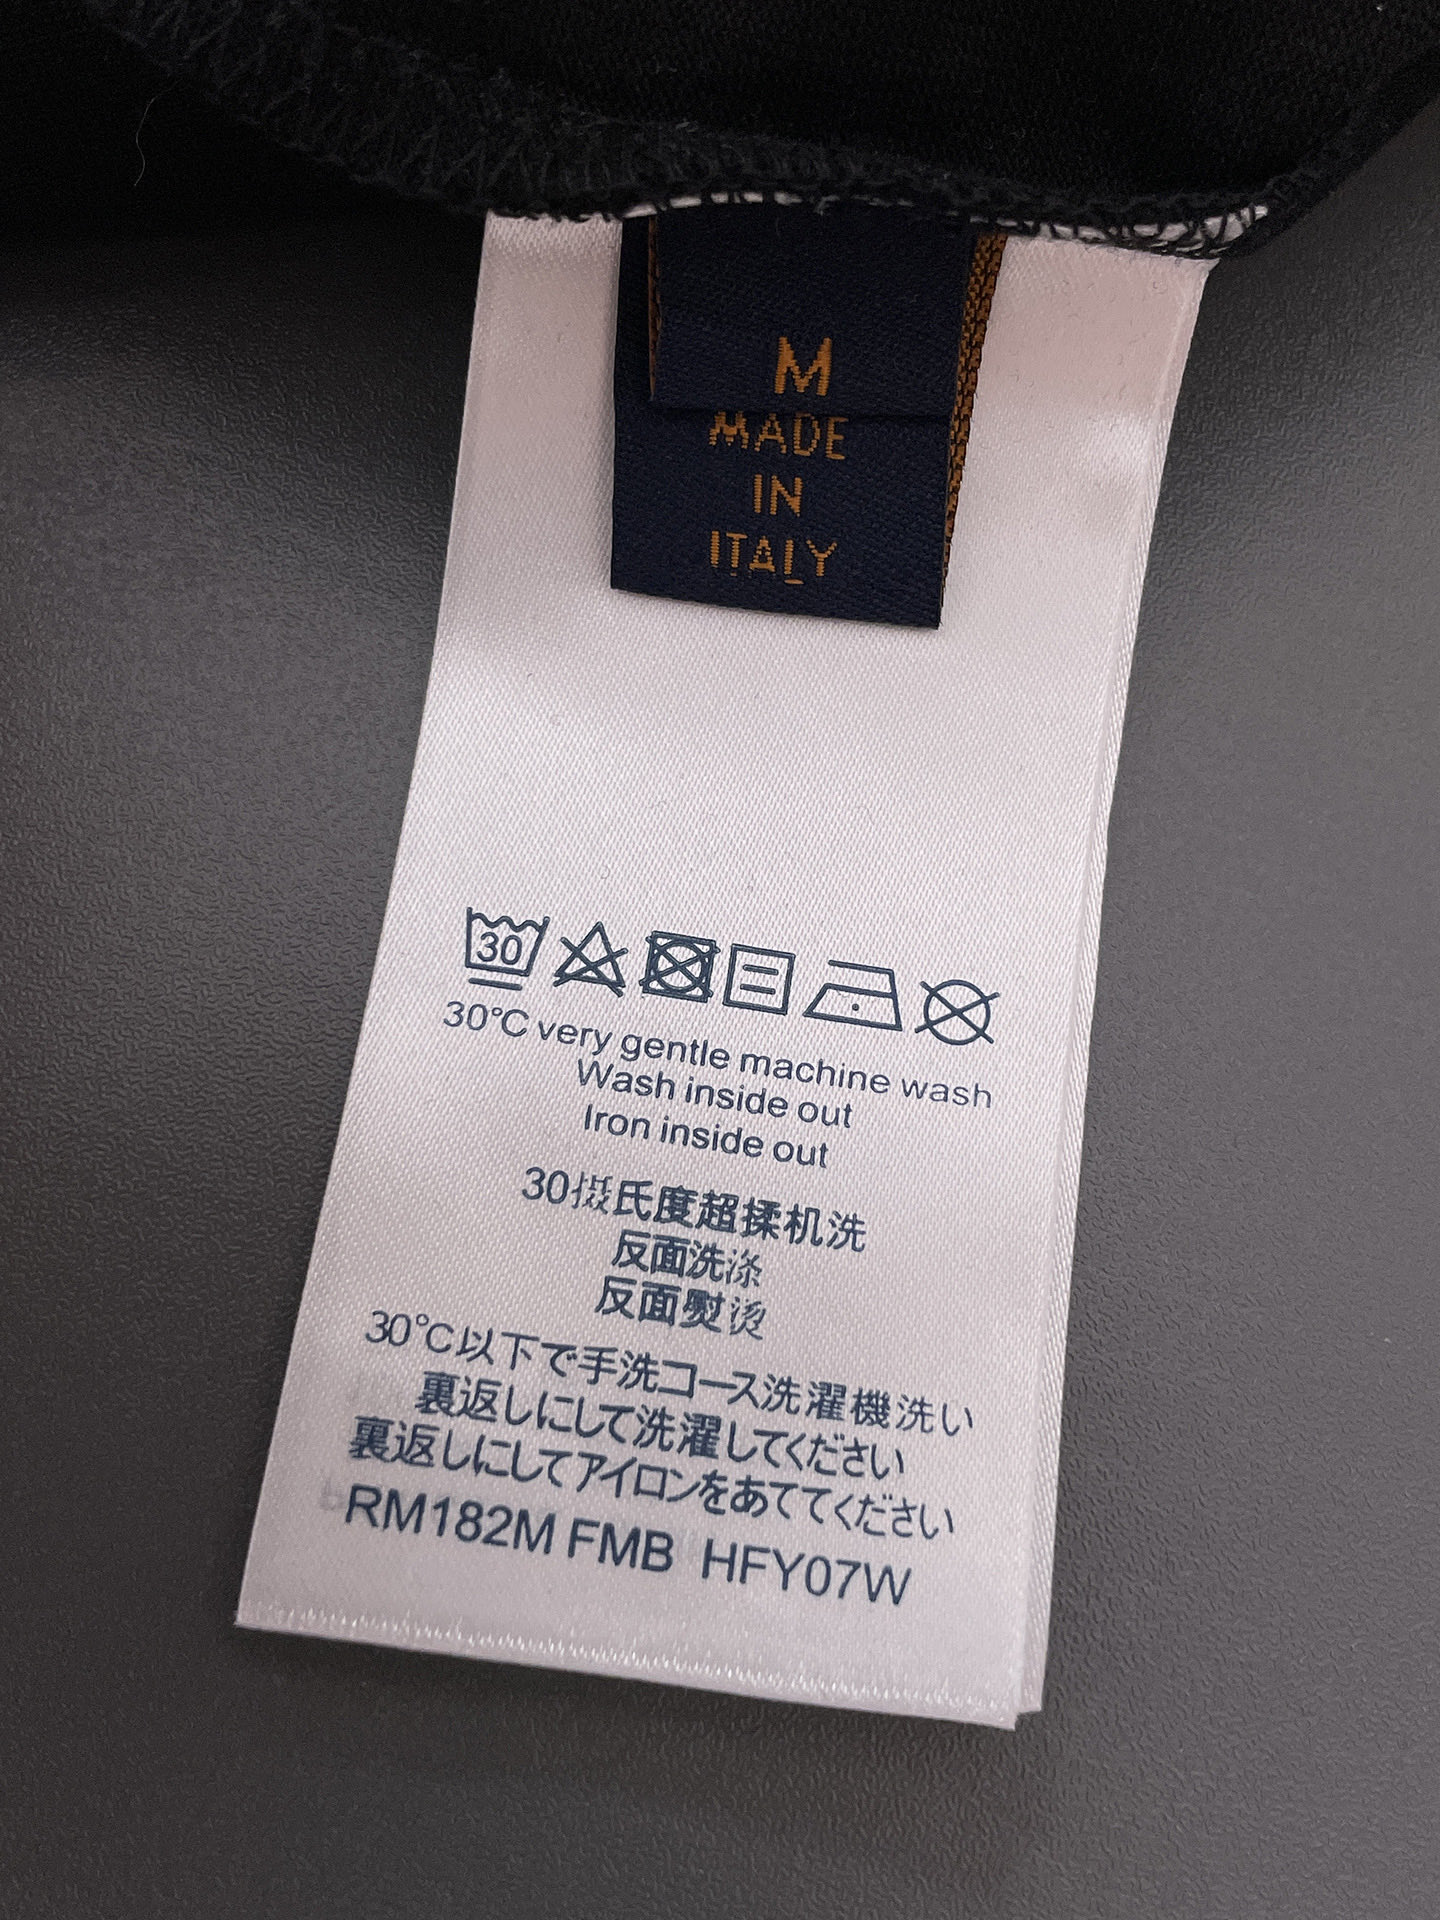 M
MADE
IN
ITALY
30
30°C very gentle machine wash
Wash inside out
Iron inside out
30摄氏度超揉机洗
反面洗涤
反面熨烫
30℃以下で手洗コース洗濯機洗い
裏返しにして洗濯してください
裏返しにしてアイロンをあててください
RM182M FMB HFY07W